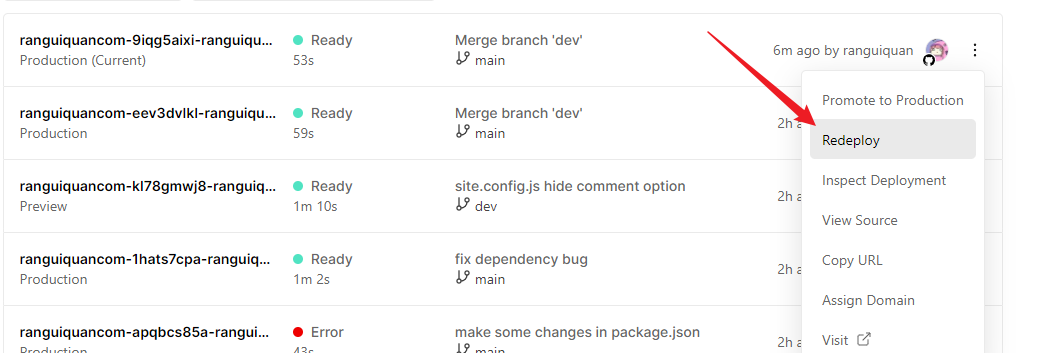 ranguiquancom-9iqg5aixi-ranguiqu... Ready Merge branch 'dev' 6m ago by ranguiquan
Production (Current) 53s main
Promote to Production
ranguiquancom-eev3dvlkl-ranguiqu... Ready Merge branch 'dev' 2h a
Production 59s main
Redeploy
Inspect Deployment
ranguiquancom-kl78gmwj8-ranguiq... Ready site.config.js hide comment option 2h a
Preview 1m 10s dev
View Source
ranguiquancom-1hats7cpa-ranguiq... Ready fix dependency bug 2h a
Production 1m 2s main
Copy URL
Assign Domain
ranguiquancom-apqbcs85a-rangui... Error make some changes in package.json 2h a
Production 43s main
Visit